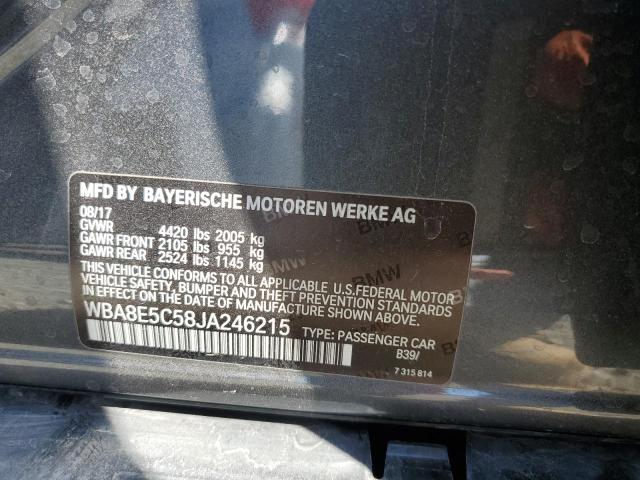 MFD BY BAYERISCHE MOTOREN WERKE AG
08/17
GVWR 4420 lbs 2005 kg
GAWR FRONT 2105 lbs 955 kg
GAWR REAR 2524 lbs 1145 kg
THIS VEHICLE CONFORMS TO ALL APPLICABLE U.S.FEDERAL MOTOR
VEHICLE SAFETY, BUMPER AND THEFT PREVENTION STANDARDS
IN EFFECT ON THE DATE OF MANUFACTURE SHOWN ABOVE.
WBA8E5C58JA246215 TYPE: PASSENGER CAR
B39/
7 315 814